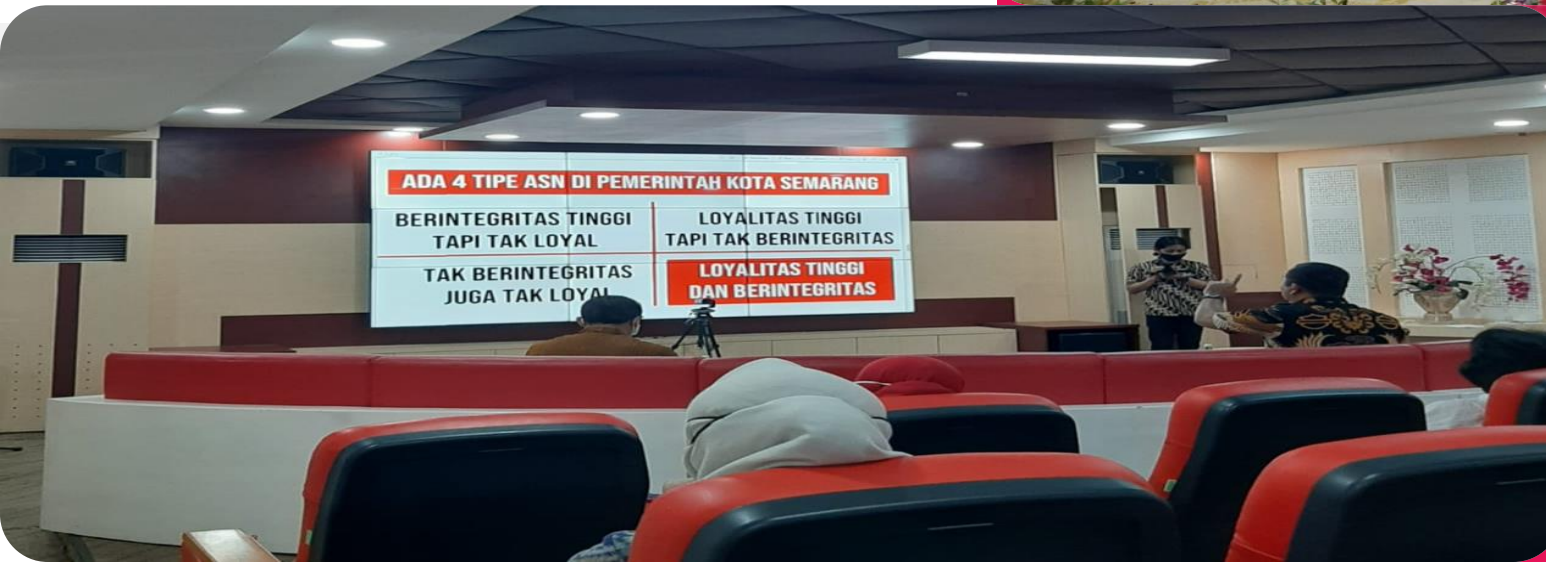 ADA 4 TIPE ASN DI PEMERINTAH KOTA SEMARANG
BERINTEGRITAS TINGGI
TAPI TAK LOYAL
LOYALITAS TINGGI
TAPI TAK BERINTEGRITAS
TAK BERINTEGRITAS
JUGA TAK LOYAL
LOYALITAS TINGGI
DAN BERINTEGRITAS